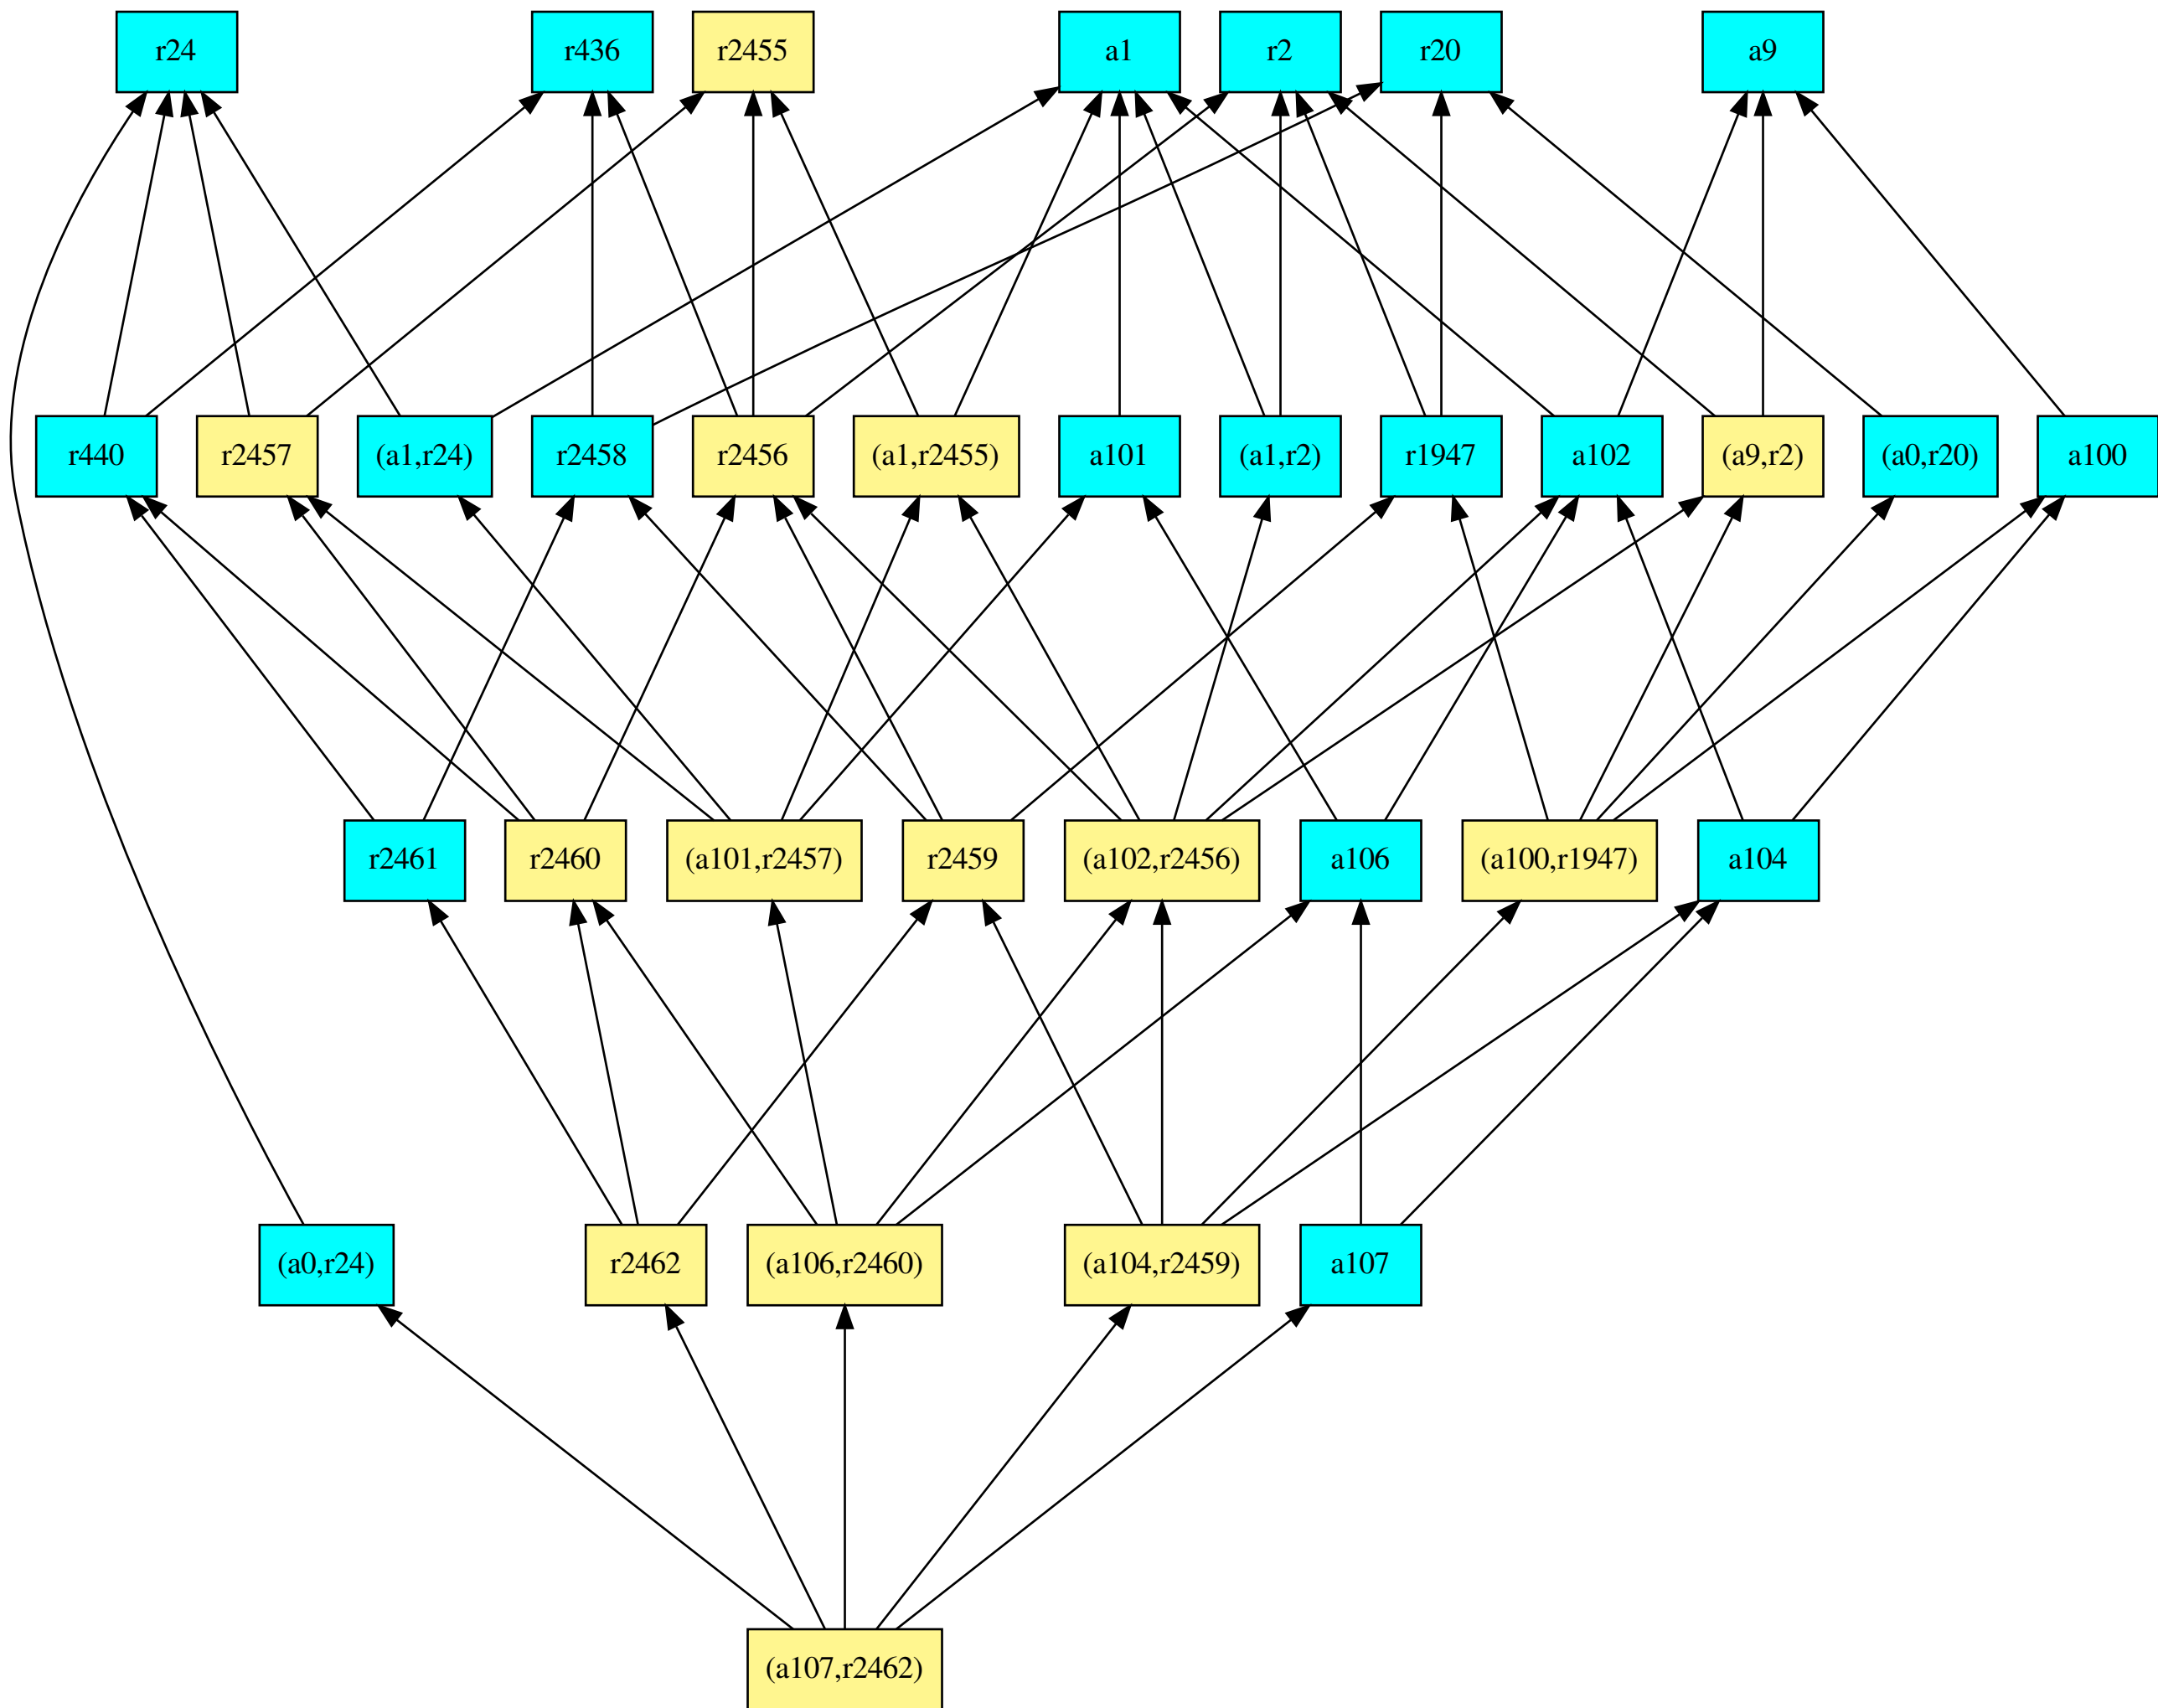 r24
r436
r2455
a1
r2
r20
a9
r440
r2457
(a1,r24)
r2458
r2456
(a1,r2455)
a101
(a1,r2)
r1947
a102
(a9,r2)
(a0,r20)
a100
r2461
r2460
(a101,r2457)
r2459
(a102,r2456)
a106
(a100,r1947)
a104
(a0,r24)
r2462
(a106,r2460)
(a104,r2459)
a107
(a107,r2462)